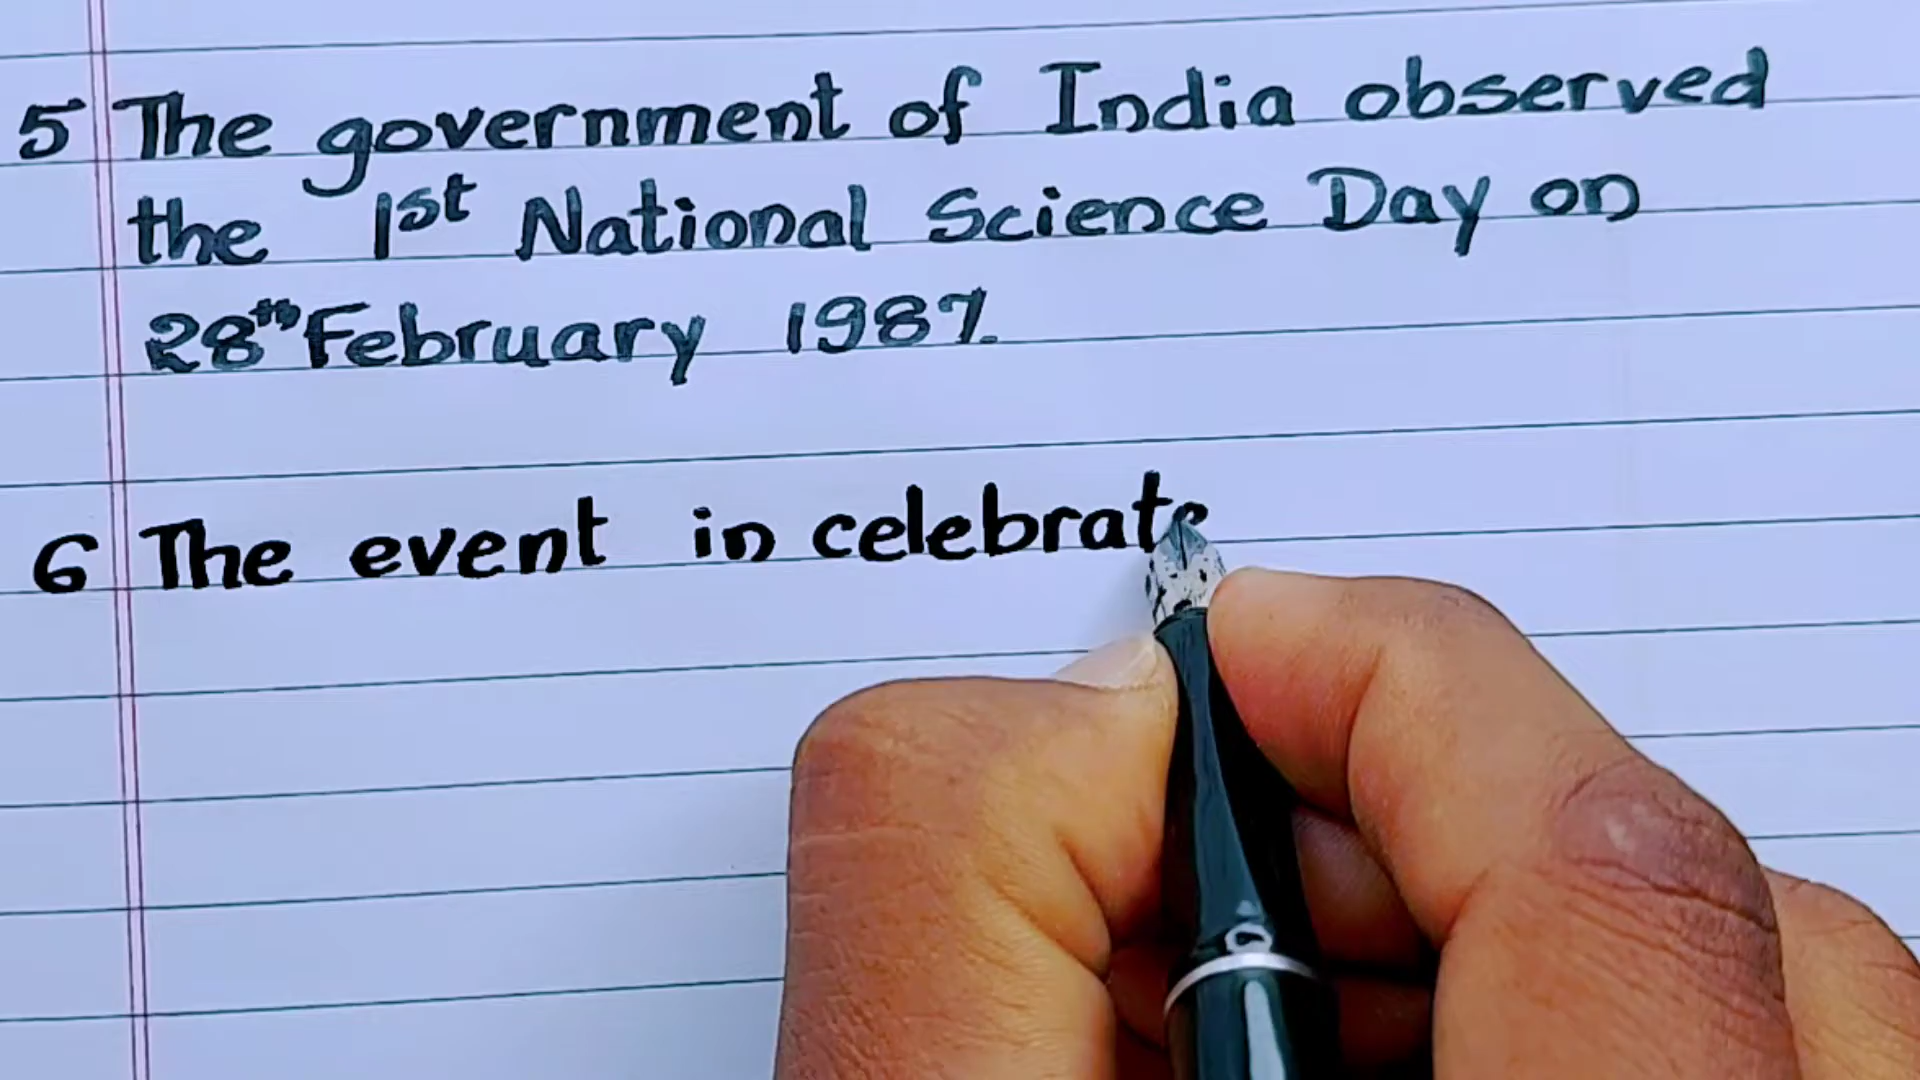 5 The government of India observed
the 1st National Science Day on
28th February 1987.
6 The event in celebrate